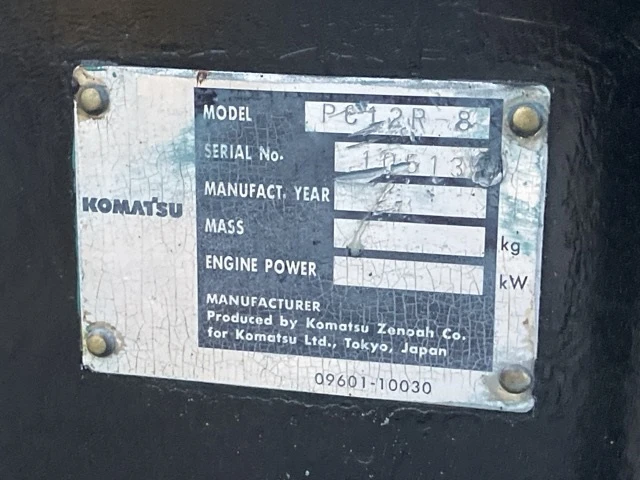 MODEL PC12R-8
SERIAL No. 10513
MANUFACT. YEAR
KOMATSU
MASS kg
ENGINE POWER kW
MANUFACTURER
Produced by Komatsu Zenoah Co.
for Komatsu Ltd., Tokyo, Japan
09601-10030